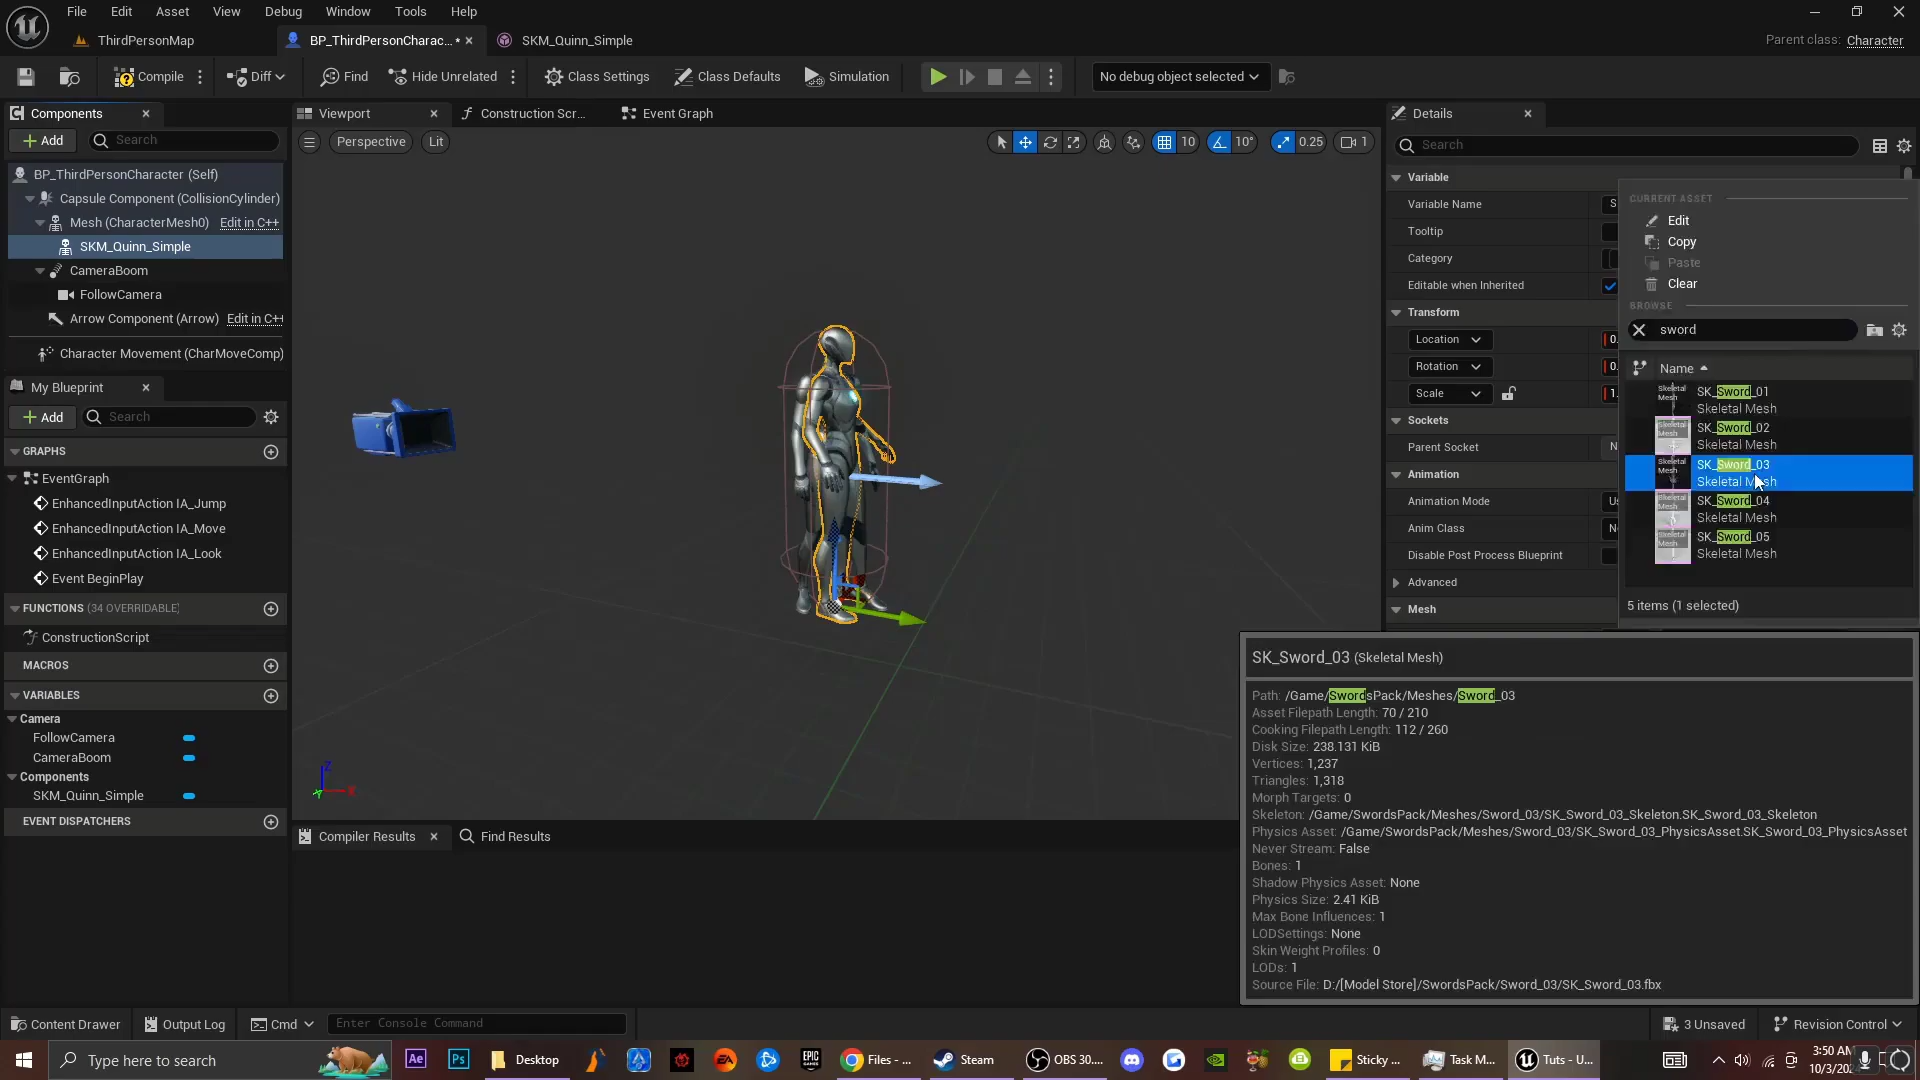 File Edit Asset View Debug Window Tools Help
ThirdPersonMap
BP_ThirdPersonCharac... *
SKM_Quinn_Simple
Parent class: Character
Compile
Diff
Find
Hide Unrelated
Class Settings
Class Defaults
Simulation
No debug object selected
Components
Add
Search
BP_ThirdPersonCharacter (Self)
Capsule Component (CollisionCylinder)
Mesh (CharacterMesh0) Edit in C++
SKM_Quinn_Simple
CameraBoom
FollowCamera
Arrow Component (Arrow) Edit in C++
Character Movement (CharMoveComp)
My Blueprint
Add
Search
GRAPHS
EventGraph
EnhancedInputAction IA_Jump
EnhancedInputAction IA_Move
EnhancedInputAction IA_Look
Event BeginPlay
FUNCTIONS (34 OVERRIDABLE)
ConstructionScript
MACROS
VARIABLES
Camera
FollowCamera
CameraBoom
Components
SKM_Quinn_Simple
EVENT DISPATCHERS
Viewport
Construction Scr...
Event Graph
Perspective
Lit
10
10°
0.25
1
Z
Compiler Results
Find Results
Details
Search
Variable
Variable Name
Tooltip
Category
Editable when Inherited
Transform
Location
Rotation
Scale
Sockets
Parent Socket
Animation
Animation Mode
Anim Class
Disable Post Process Blueprint
Advanced
Mesh
CURRENT ASSET
Edit
Copy
Paste
Clear
BROWSE
sword
Name
SK_Sword_01
Skeletal Mesh
SK_Sword_02
Skeletal Mesh
SK_Sword_03
Skeletal Mesh
SK_Sword_04
Skeletal Mesh
SK_Sword_05
Skeletal Mesh
5 items (1 selected)
SK_Sword_03 (Skeletal Mesh)
Path: /Game/SwordsPack/Meshes/Sword_03
Asset Filepath Length: 70 / 210
Cooking Filepath Length: 112 / 260
Disk Size: 238.131 KiB
Vertices: 1,237
Triangles: 1,318
Morph Targets: 0
Skeleton: /Game/SwordsPack/Meshes/Sword_03/SK_Sword_03_Skeleton.SK_Sword_03_Skeleton
Physics Asset: /Game/SwordsPack/Meshes/Sword_03/SK_Sword_03_PhysicsAsset.SK_Sword_03_PhysicsAsset
Never Stream: False
Bones: 1
Shadow Physics Asset: None
Physics Size: 2.41 KiB
Max Bone Influences: 1
LODSettings: None
Skin Weight Profiles: 0
LODs: 1
Source File: D:/[Model Store]/SwordsPack/Sword_03/SK_Sword_03.fbx
Content Drawer
Output Log
Cmd
Enter Console Command
3 Unsaved
Revision Control
Type here to search
Ae
Ps
Desktop
EA
EPIC GAMES
Files - ...
Steam
OBS 30....
Sticky ...
Task M...
Tuts - U...
3:50 AM